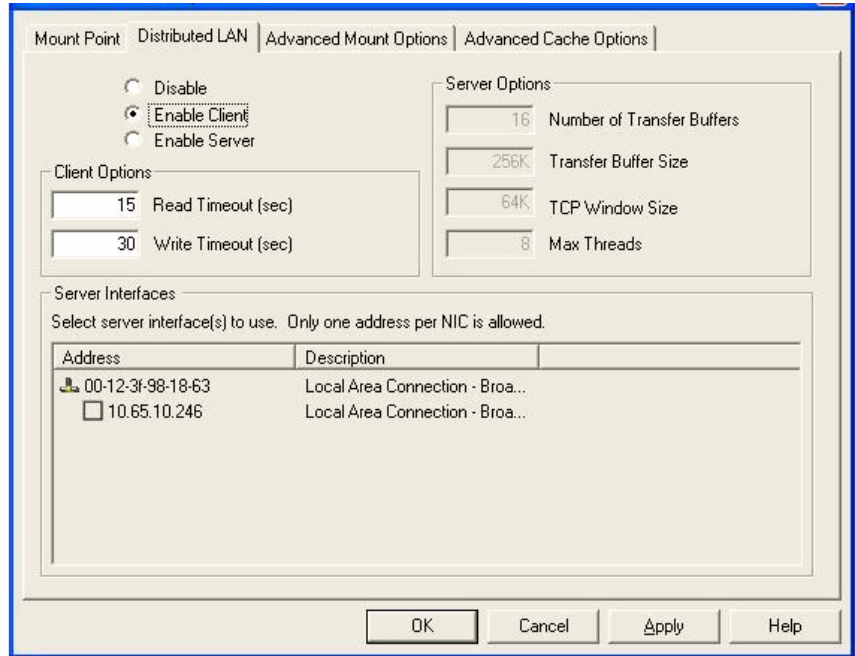 Mount Point Distributed LAN Advanced Mount Options Advanced Cache Options
Disable
Enable Client
Enable Server
Client Options
15 Read Timeout (sec)
30 Write Timeout (sec)
Server Options
16 Number of Transfer Buffers
256K Transfer Buffer Size
64K TCP Window Size
8 Max Threads
Server Interfaces
Select server interface(s) to use. Only one address per NIC is allowed.
Address Description
00-12-3f-98-18-63 Local Area Connection - Broa...
10.65.10.246 Local Area Connection - Broa...
OK Cancel Apply Help